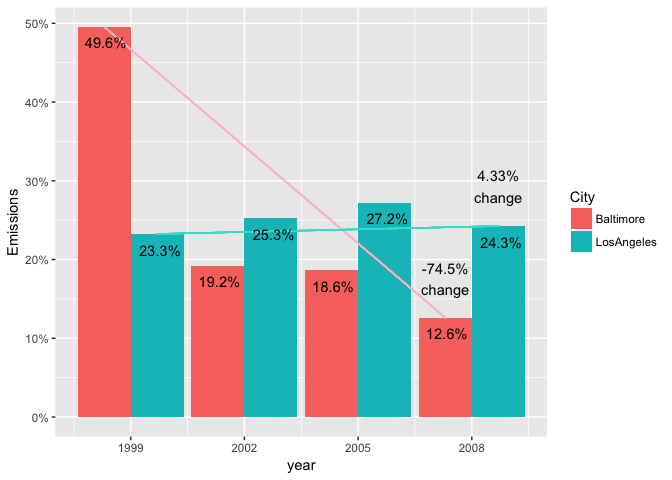 50%
40%
30%
20%
10%
0%
Emissions
49.6%
23.3%
19.2%
25.3%
18.6%
27.2%
-74.5%
change
12.6%
4.33%
change
24.3%
1999
2002
2005
2008
year
City
Baltimore
LosAngeles